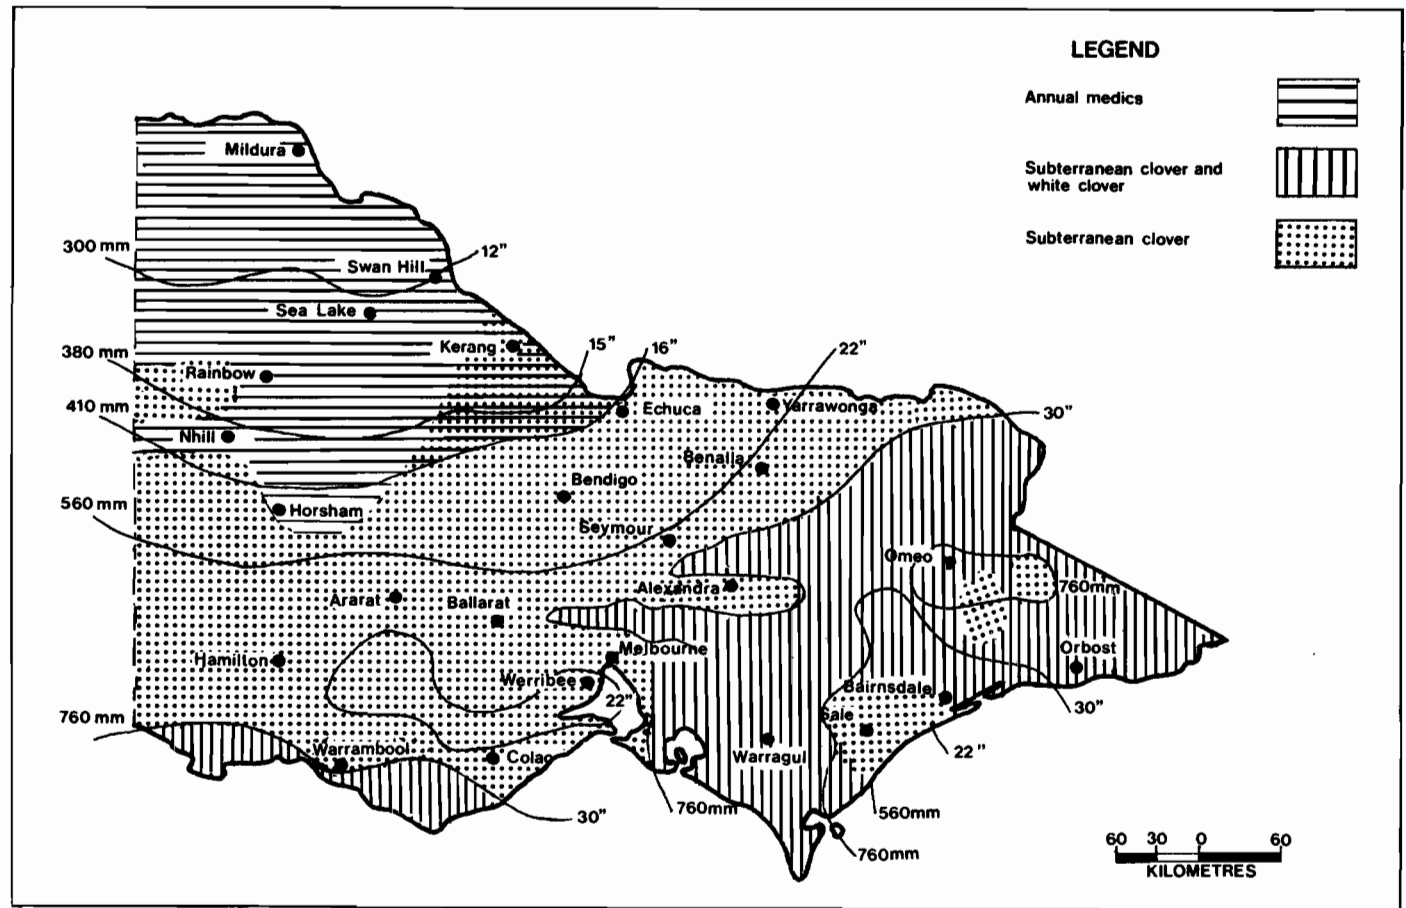 LEGEND
Annual medics
Subterranean clover and
white clover
Subterranean clover
Mildura
300 mm
12"
Swan Hill
Sea Lake
Kerang
15"
16"
22"
380 mm
Rainbow
410 mm
Echuca
Yarrawonga
30"
Nhill
Benalla
Bendigo
560 mm
Horsham
Seymour
Omeo
Alexandra
760mm
Ararat
Ballarat
Melbourne
Orbost
Hamilton
Werribee
Bairnsdale
22"
30"
760 mm
Sale
Warrambool
Colac
Warragul
22"
760mm
560mm
30"
760mm
60 30 0 60
KILOMETRES